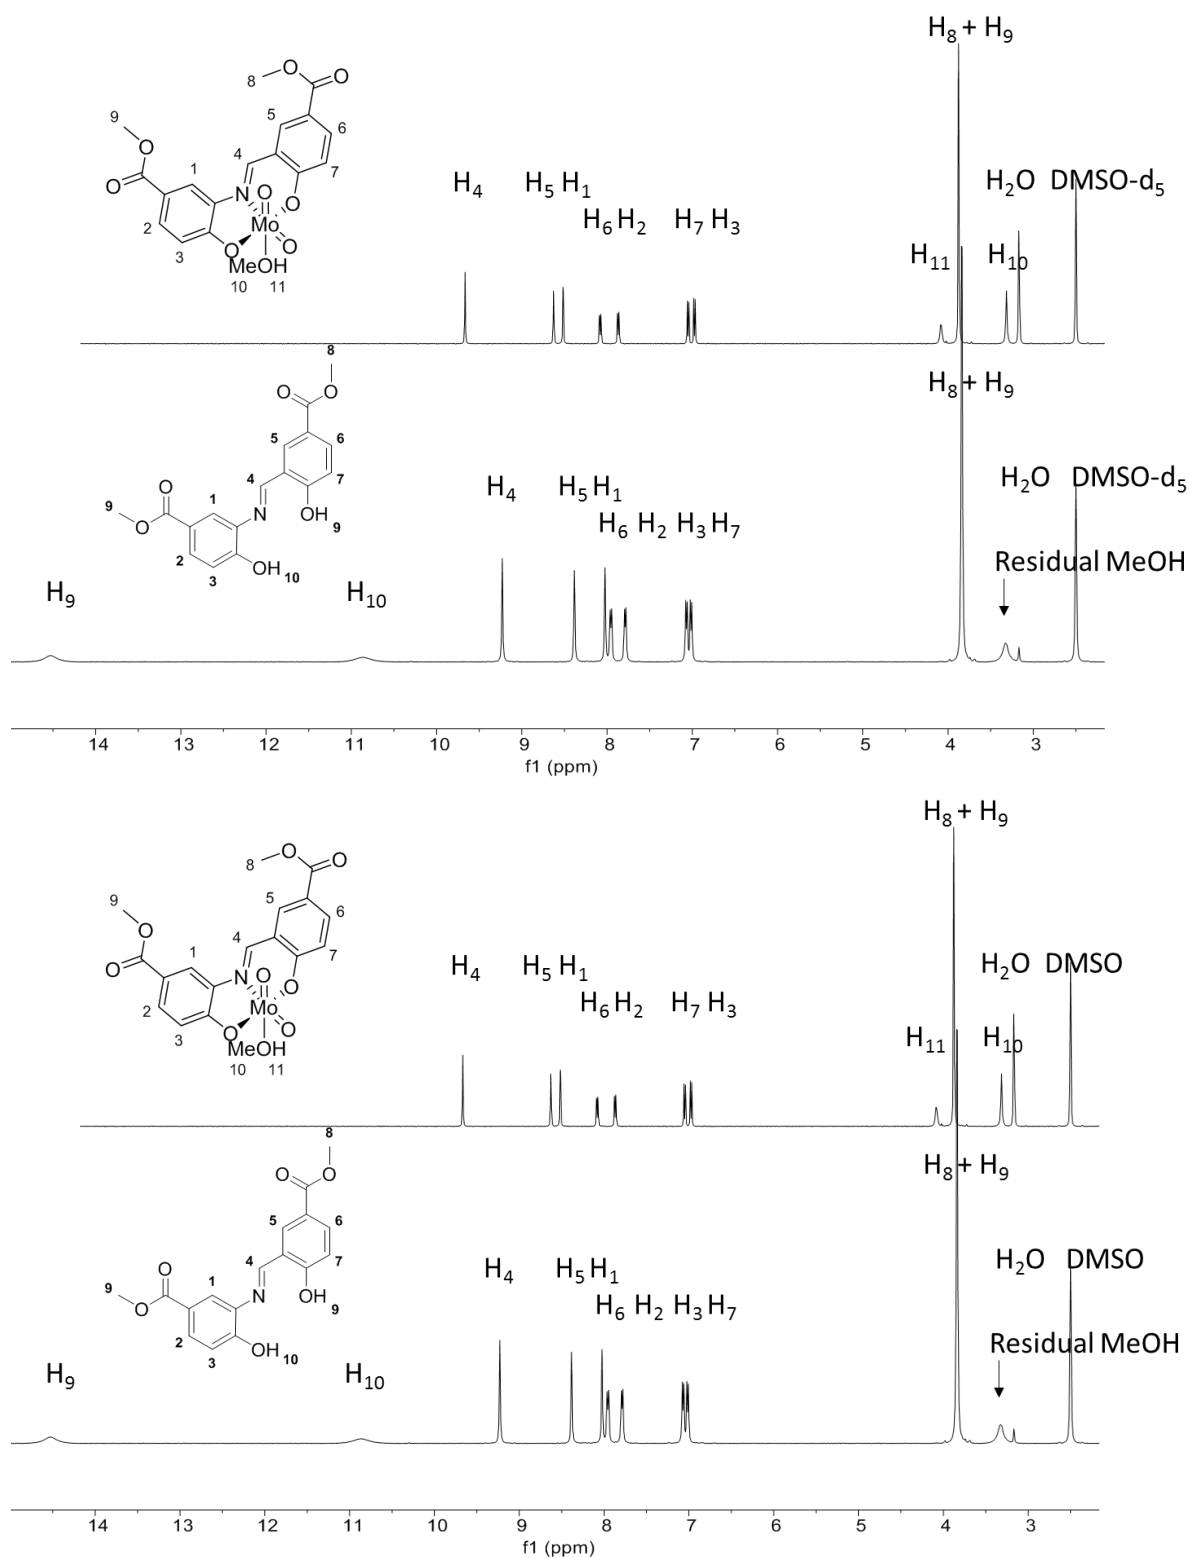 H8 + H9
8 O O
9 O O
5 6
4 7
1 N O O
Mo O
2 3 O
MeOH
10 11
H4 H5 H1
H6 H2 H7 H3
H11 H10
H2O DMSO-d5
8
O O
5 6
4 7
9 O O
1 N OH
9
2 3 OH 10
H8 + H9
H4 H5 H1
H6 H2 H3 H7
H2O DMSO-d5
Residual MeOH
H9 H10
14 13 12 11 10 9 8 7 6 5 4 3
f1 (ppm)
H8 + H9
8 O O
9 O O
5 6
4 7
1 N O O
Mo O
2 3 O
MeOH
10 11
H4 H5 H1
H6 H2 H7 H3
H11 H10
H2O DMSO
8
O O
5 6
4 7
9 O O
1 N OH
9
2 3 OH 10
H8 + H9
H4 H5 H1
H6 H2 H3 H7
H2O DMSO
Residual MeOH
H9 H10
14 13 12 11 10 9 8 7 6 5 4 3
f1 (ppm)